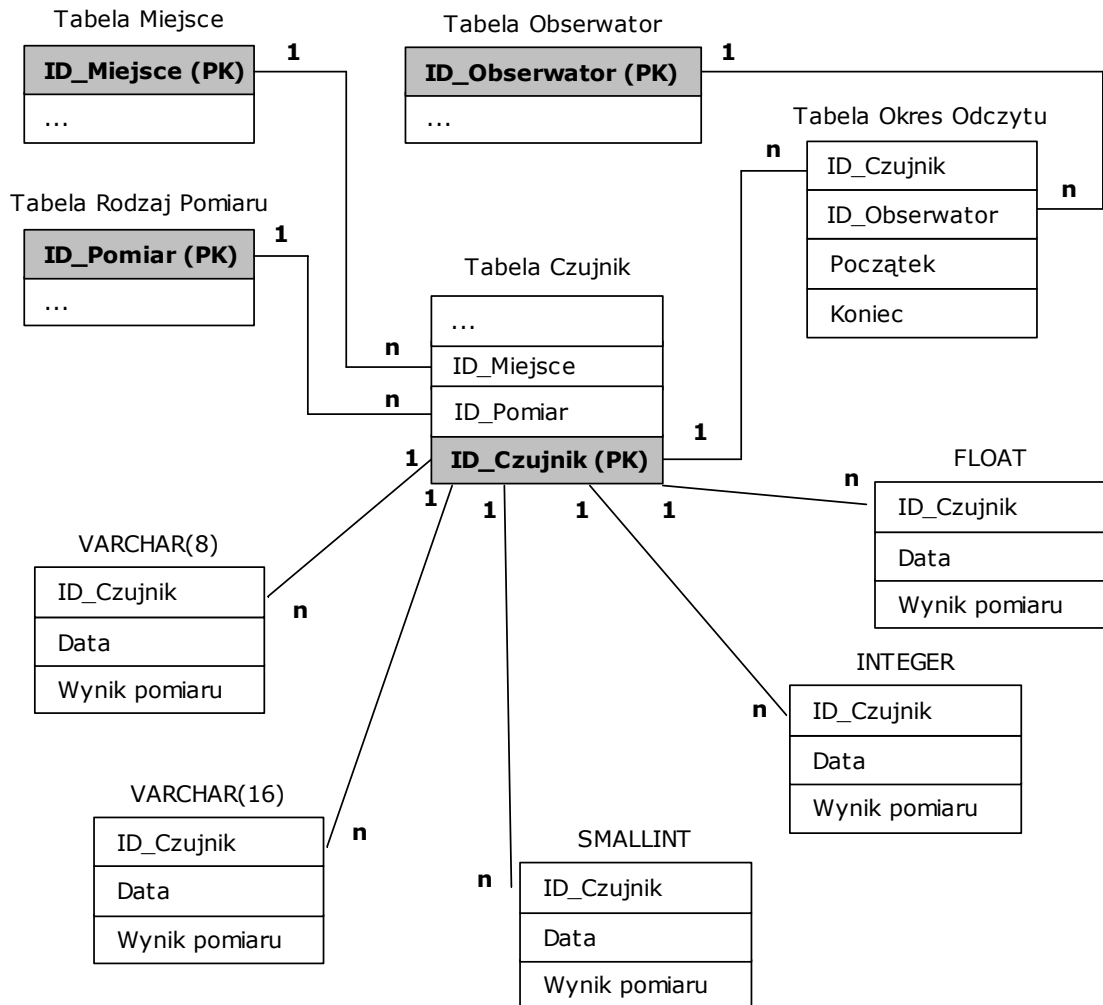 Tabela Miejsce
ID_Miejsce (PK)
...
1
Tabela Obserwator
ID_Obserwator (PK)
...
1
Tabela Okres Odczytu
ID_Czujnik
ID_Obserwator
Początek
Koniec
n
n
Tabela Rodzaj Pomiaru
ID_Pomiar (PK)
...
1
Tabela Czujnik
...
ID_Miejsce
ID_Pomiar
ID_Czujnik (PK)
n
n
1
1
1
1
1
1
FLOAT
n
ID_Czujnik
Data
Wynik pomiaru
VARCHAR(8)
ID_Czujnik
Data
Wynik pomiaru
n
INTEGER
n
ID_Czujnik
Data
Wynik pomiaru
VARCHAR(16)
ID_Czujnik
Data
Wynik pomiaru
n
SMALLINT
n
ID_Czujnik
Data
Wynik pomiaru